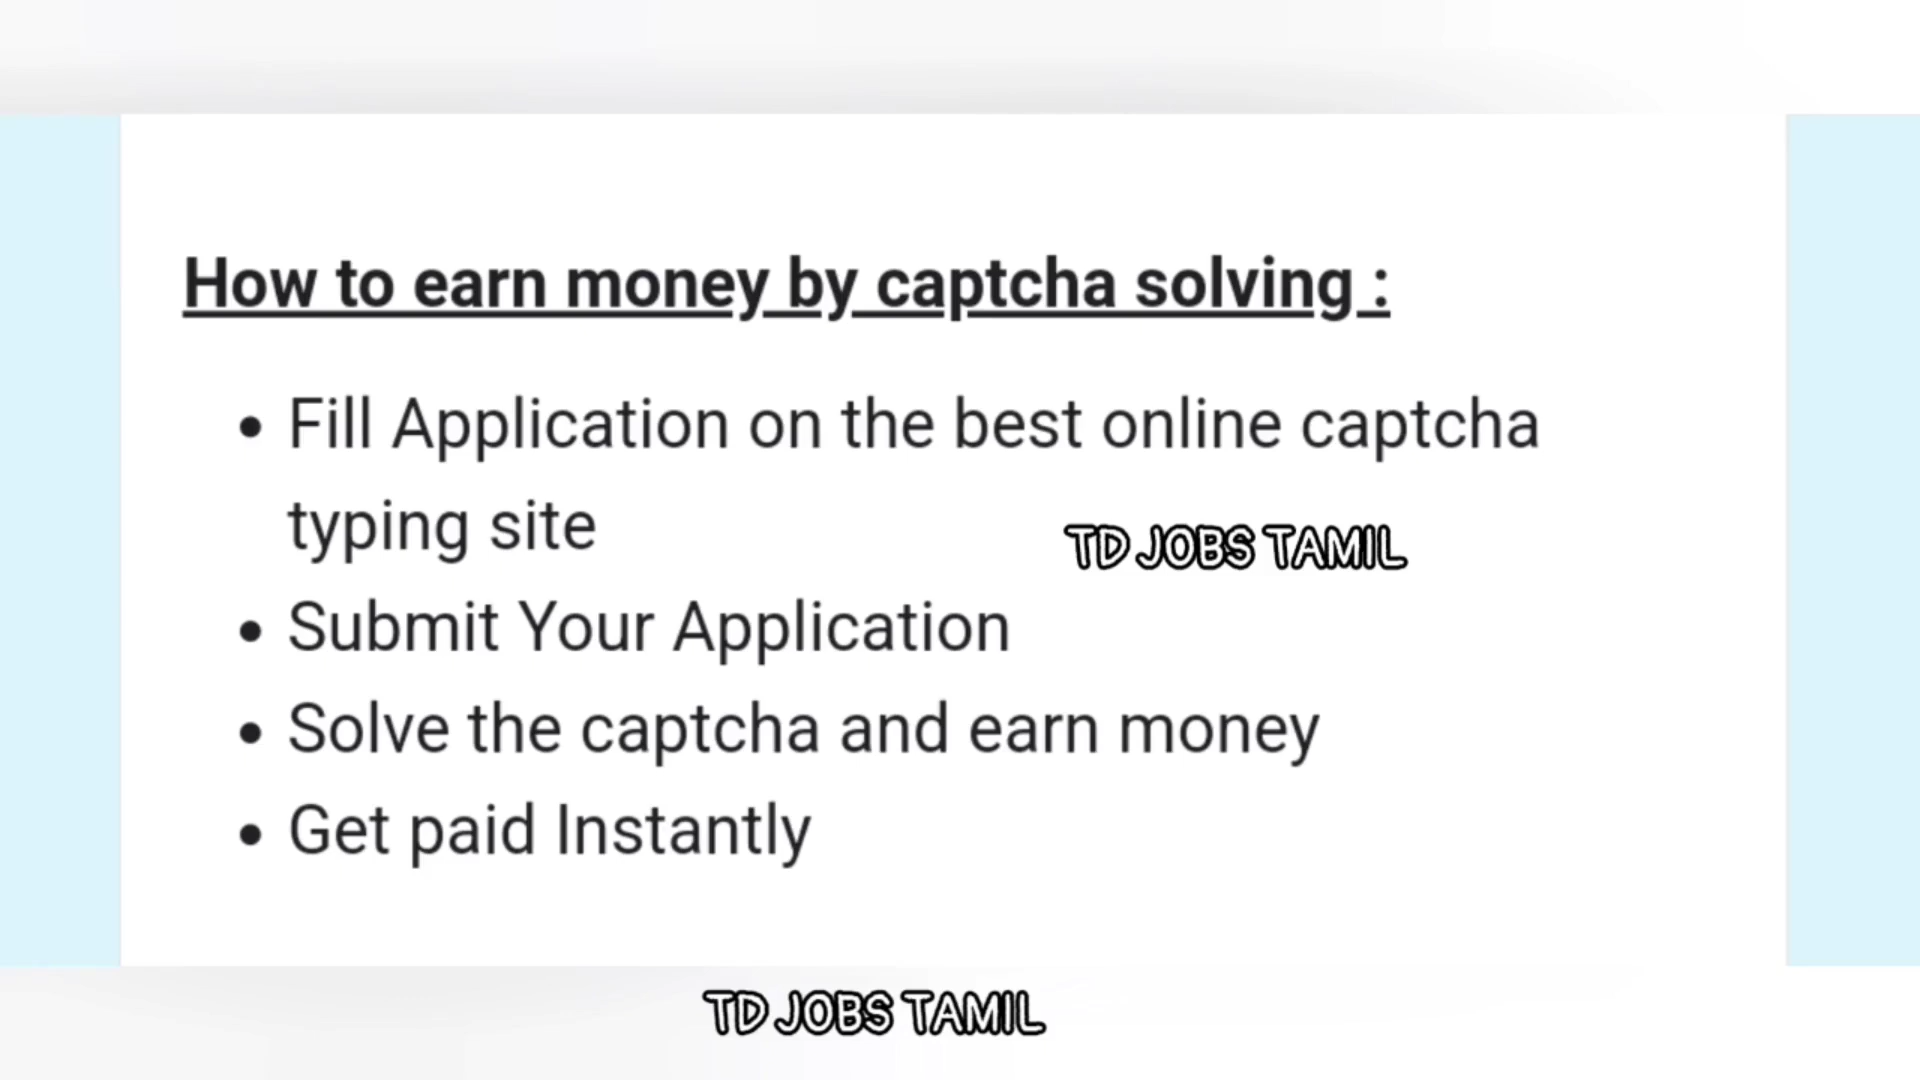 How to earn money by captcha solving :
Fill Application on the best online captcha
typing site
TD JOBS TAMIL
Submit Your Application
Solve the captcha and earn money
Get paid Instantly
TD JOBS TAMIL